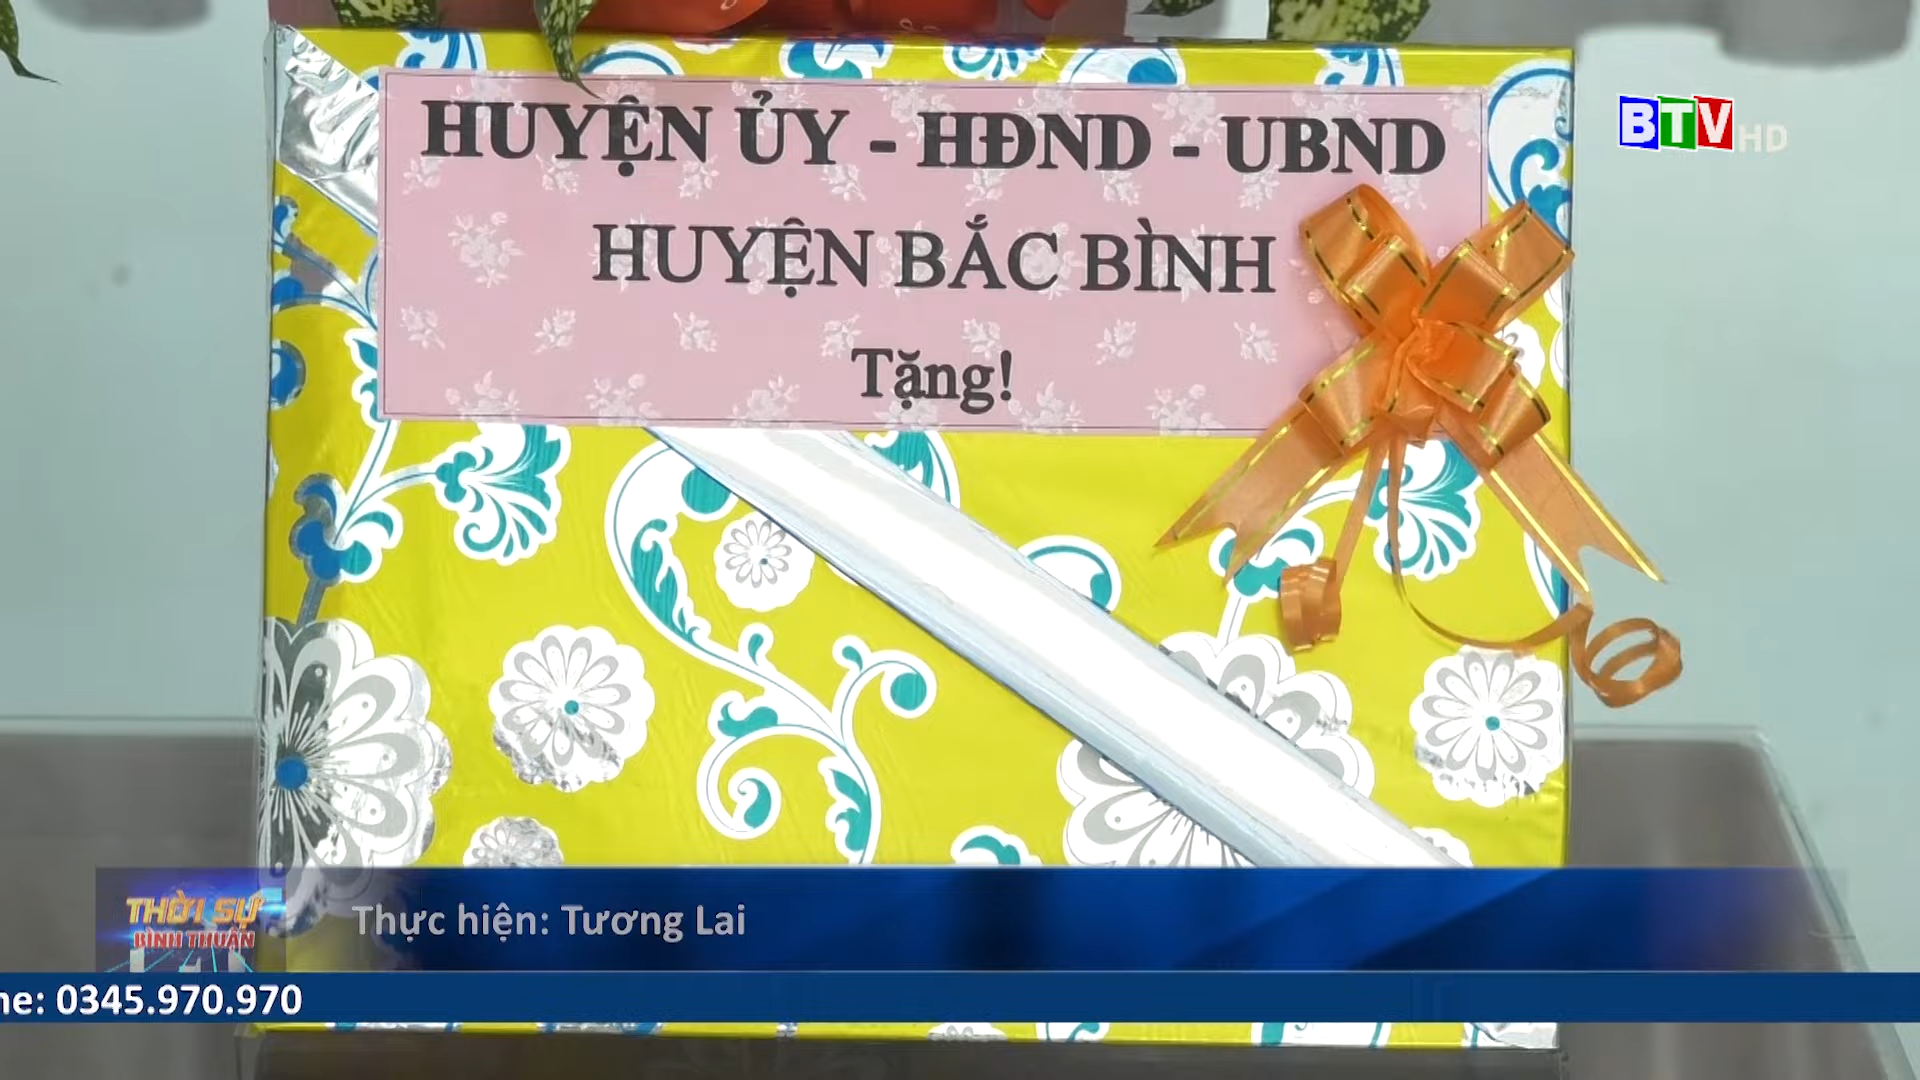 HUYỆN ỦY - HĐND - UBND
BTV HD
HUYỆN BẮC BÌNH
Tặng!
THỜI SỰ
BÌNH THUẬN
Thực hiện: Tương Lai
ne: 0345.970.970